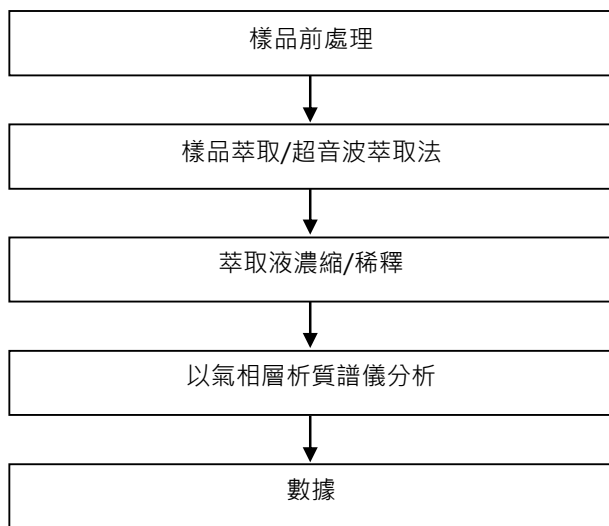 樣品前處理
樣品萃取/超音波萃取法
萃取液濃縮/稀釋
以氣相層析質譜儀分析
數據